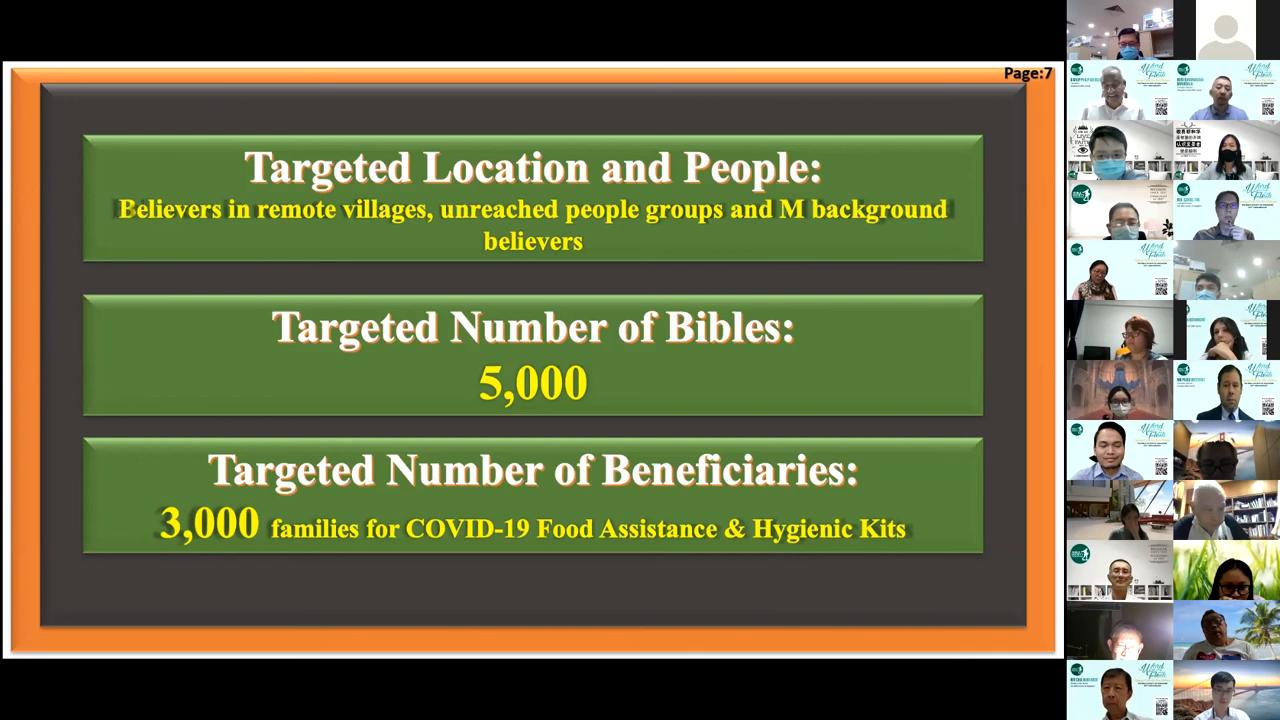 Page:7
Targeted Location and People:
Believers in remote villages, unreached people groups and M background
believers
Targeted Number of Bibles:
5,000
Targeted Number of Beneficiaries:
3,000 families for COVID-19 Food Assistance & Hygienic Kits